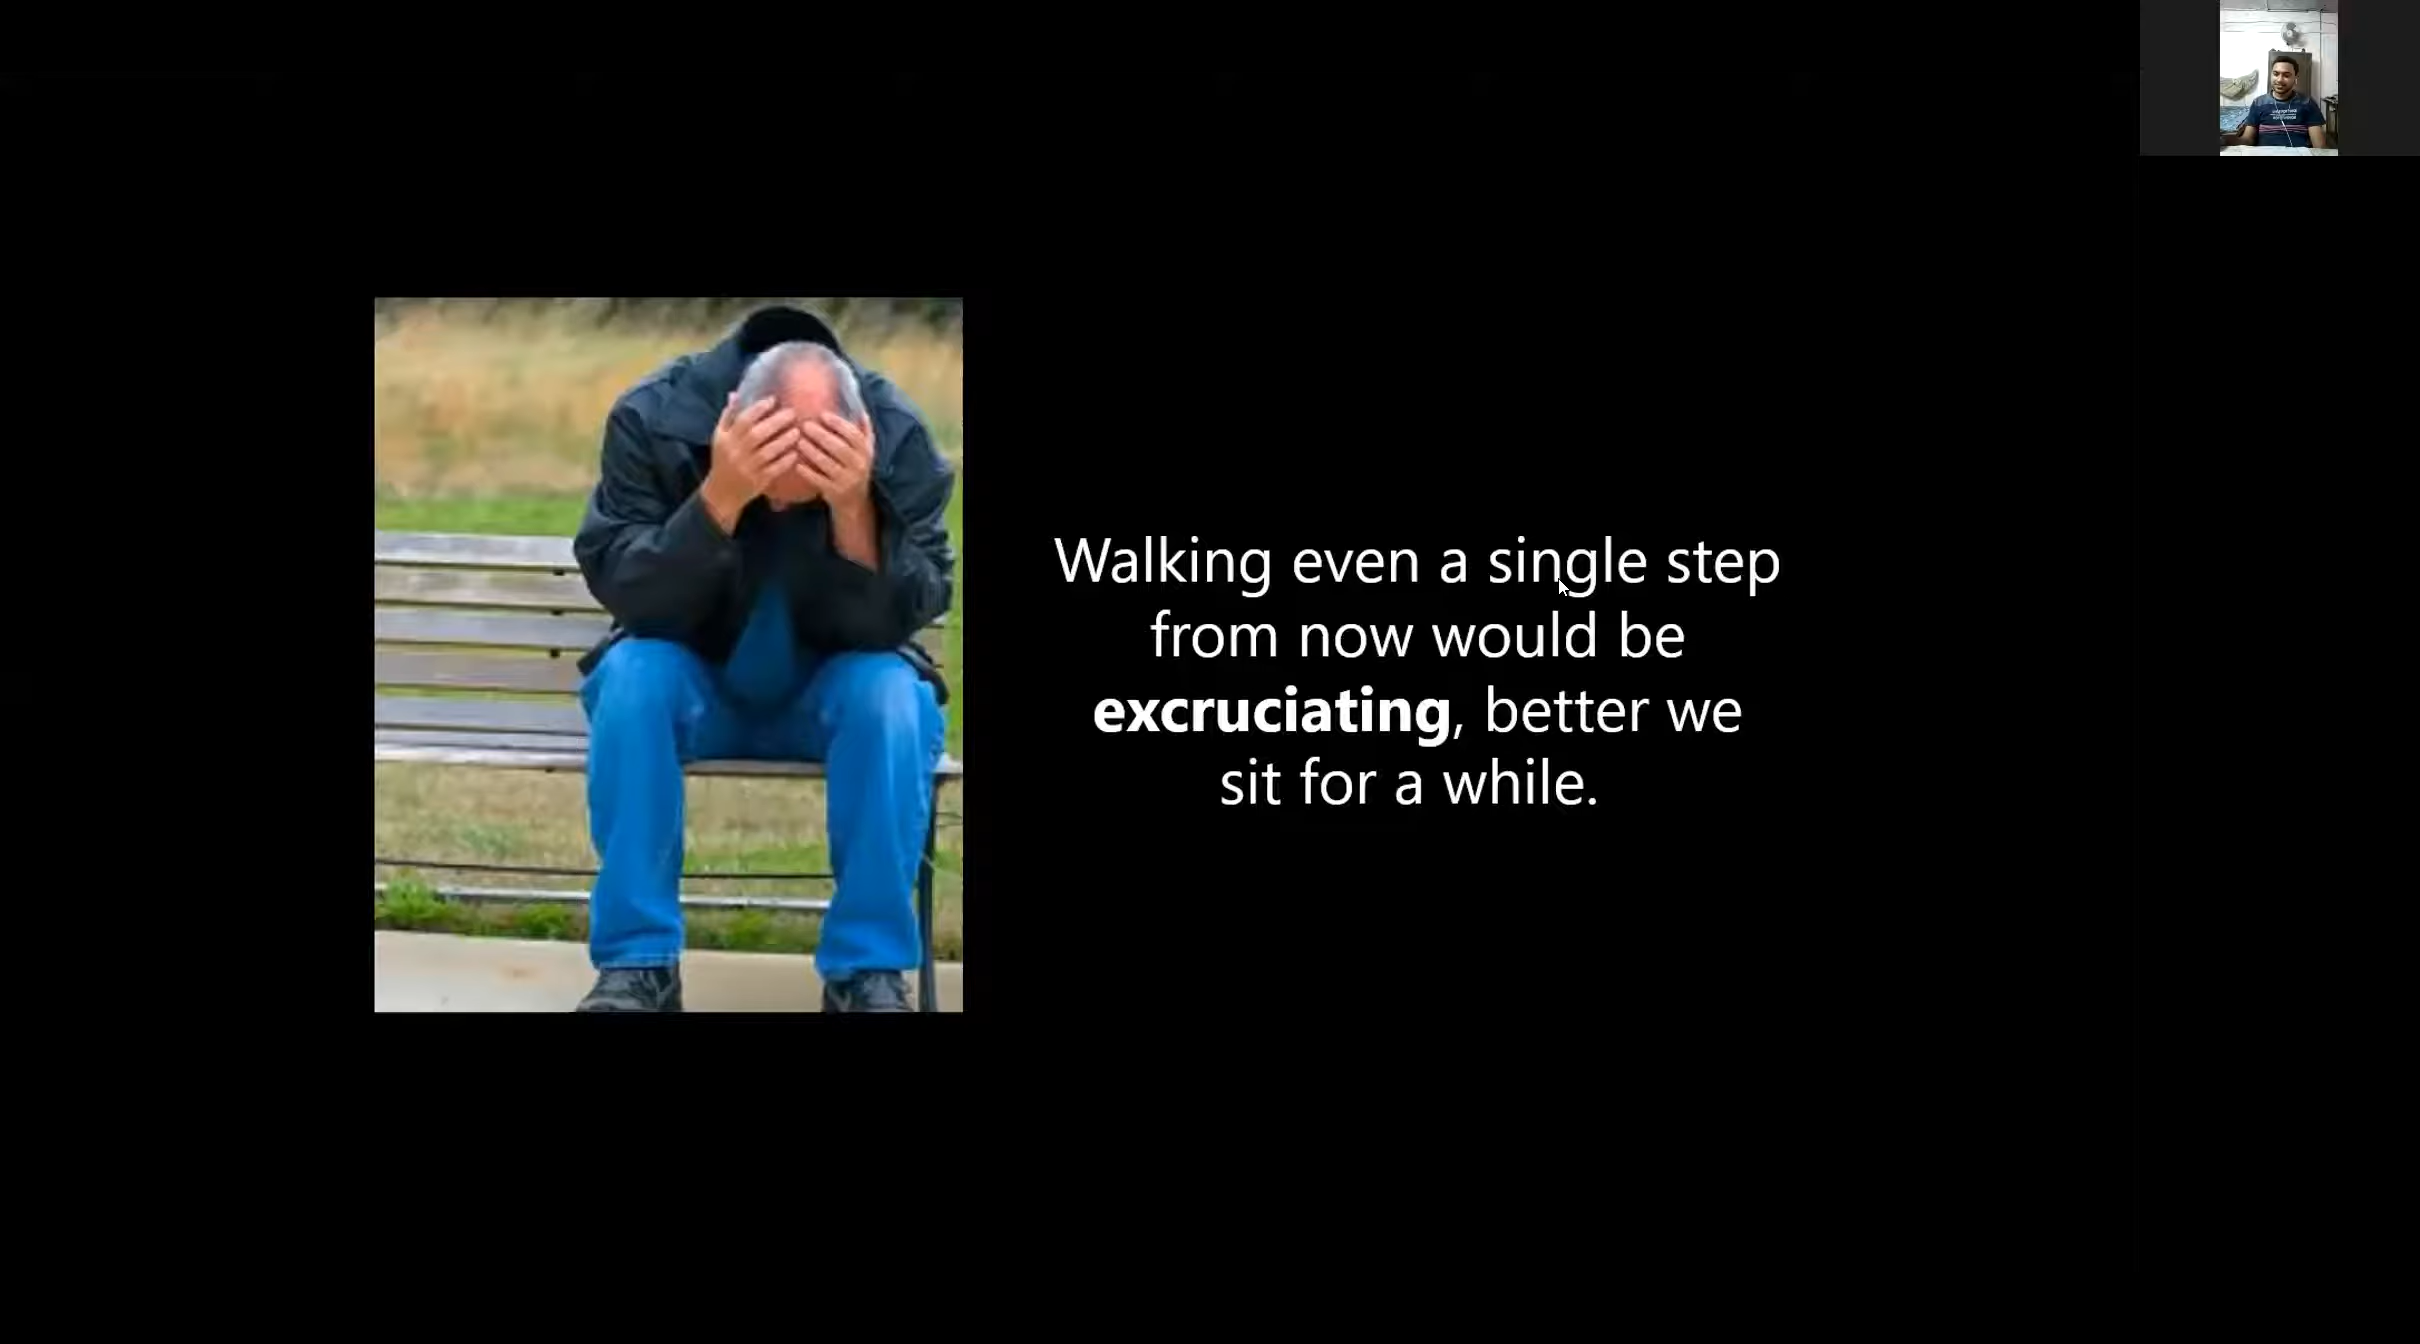 Walking even a single step
from now would be
excruciating, better we
sit for a while.